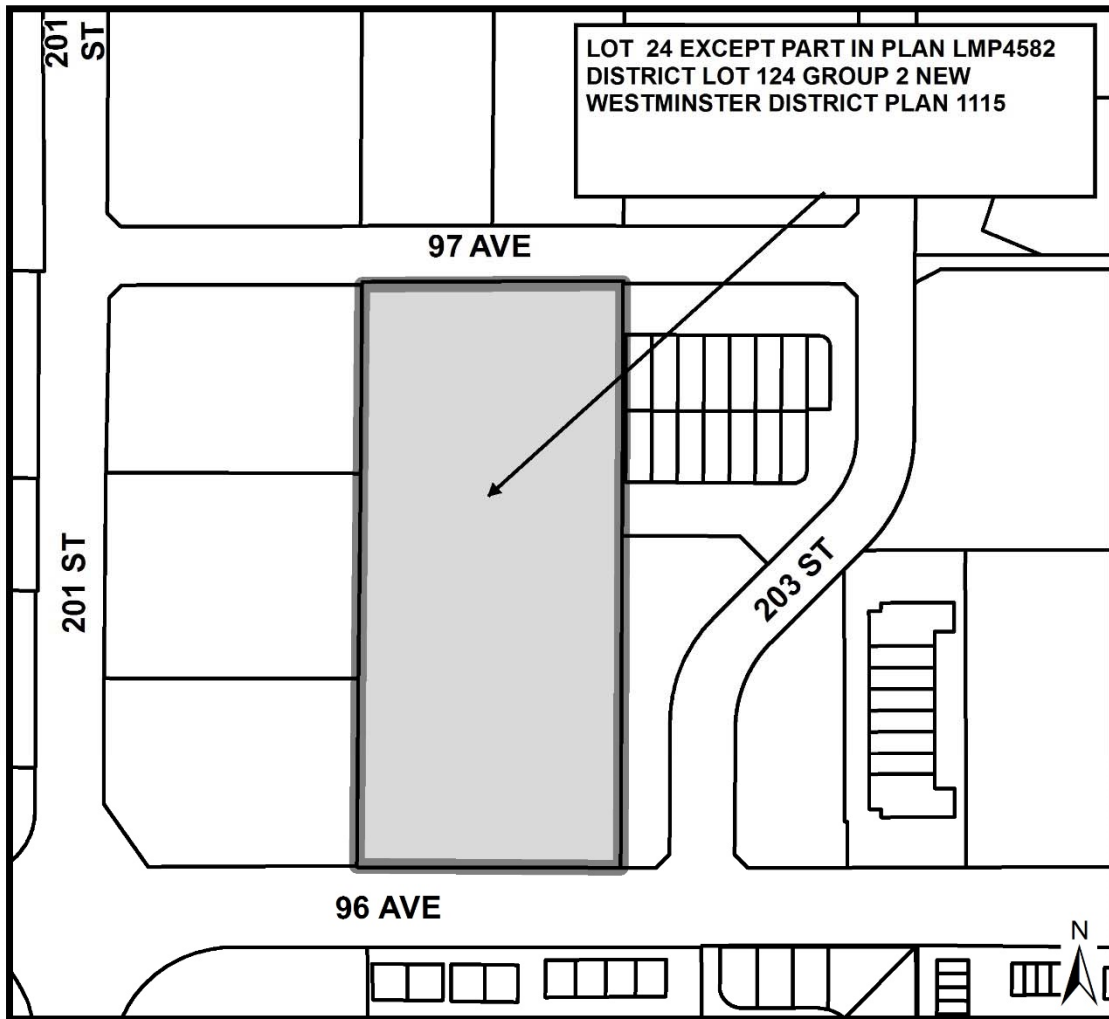 201
ST
LOT 24 EXCEPT PART IN PLAN LMP4582
DISTRICT LOT 124 GROUP 2 NEW
WESTMINSTER DISTRICT PLAN 1115
97 AVE
201 ST
203 ST
96 AVE
N